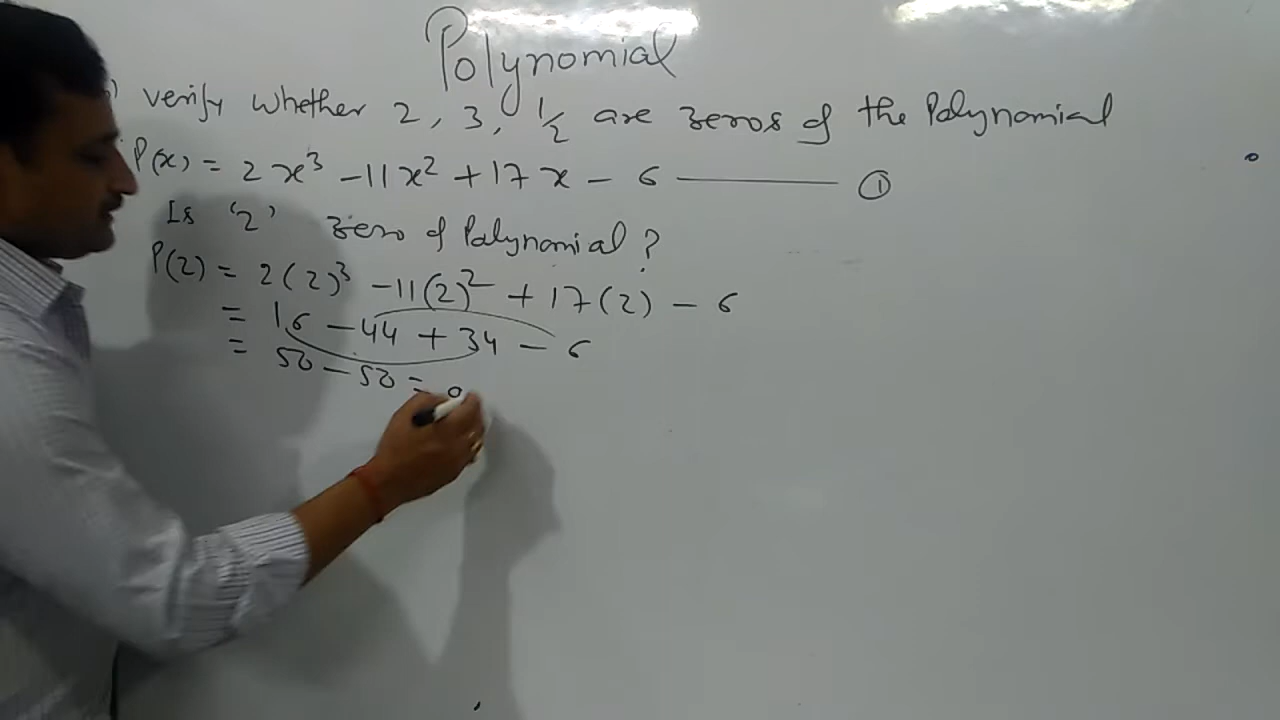 Polynomial
) verify whether 2, 3, 1/2 are zeros of the Polynomial
P(x) = 2x³ - 11x² + 17x - 6 ——— ①
Is '2' zero of Polynomial?
P(2) = 2(2)³ - 11(2)² + 17(2) - 6
= 16 - 44 + 34 - 6
= 50 - 50 = 0